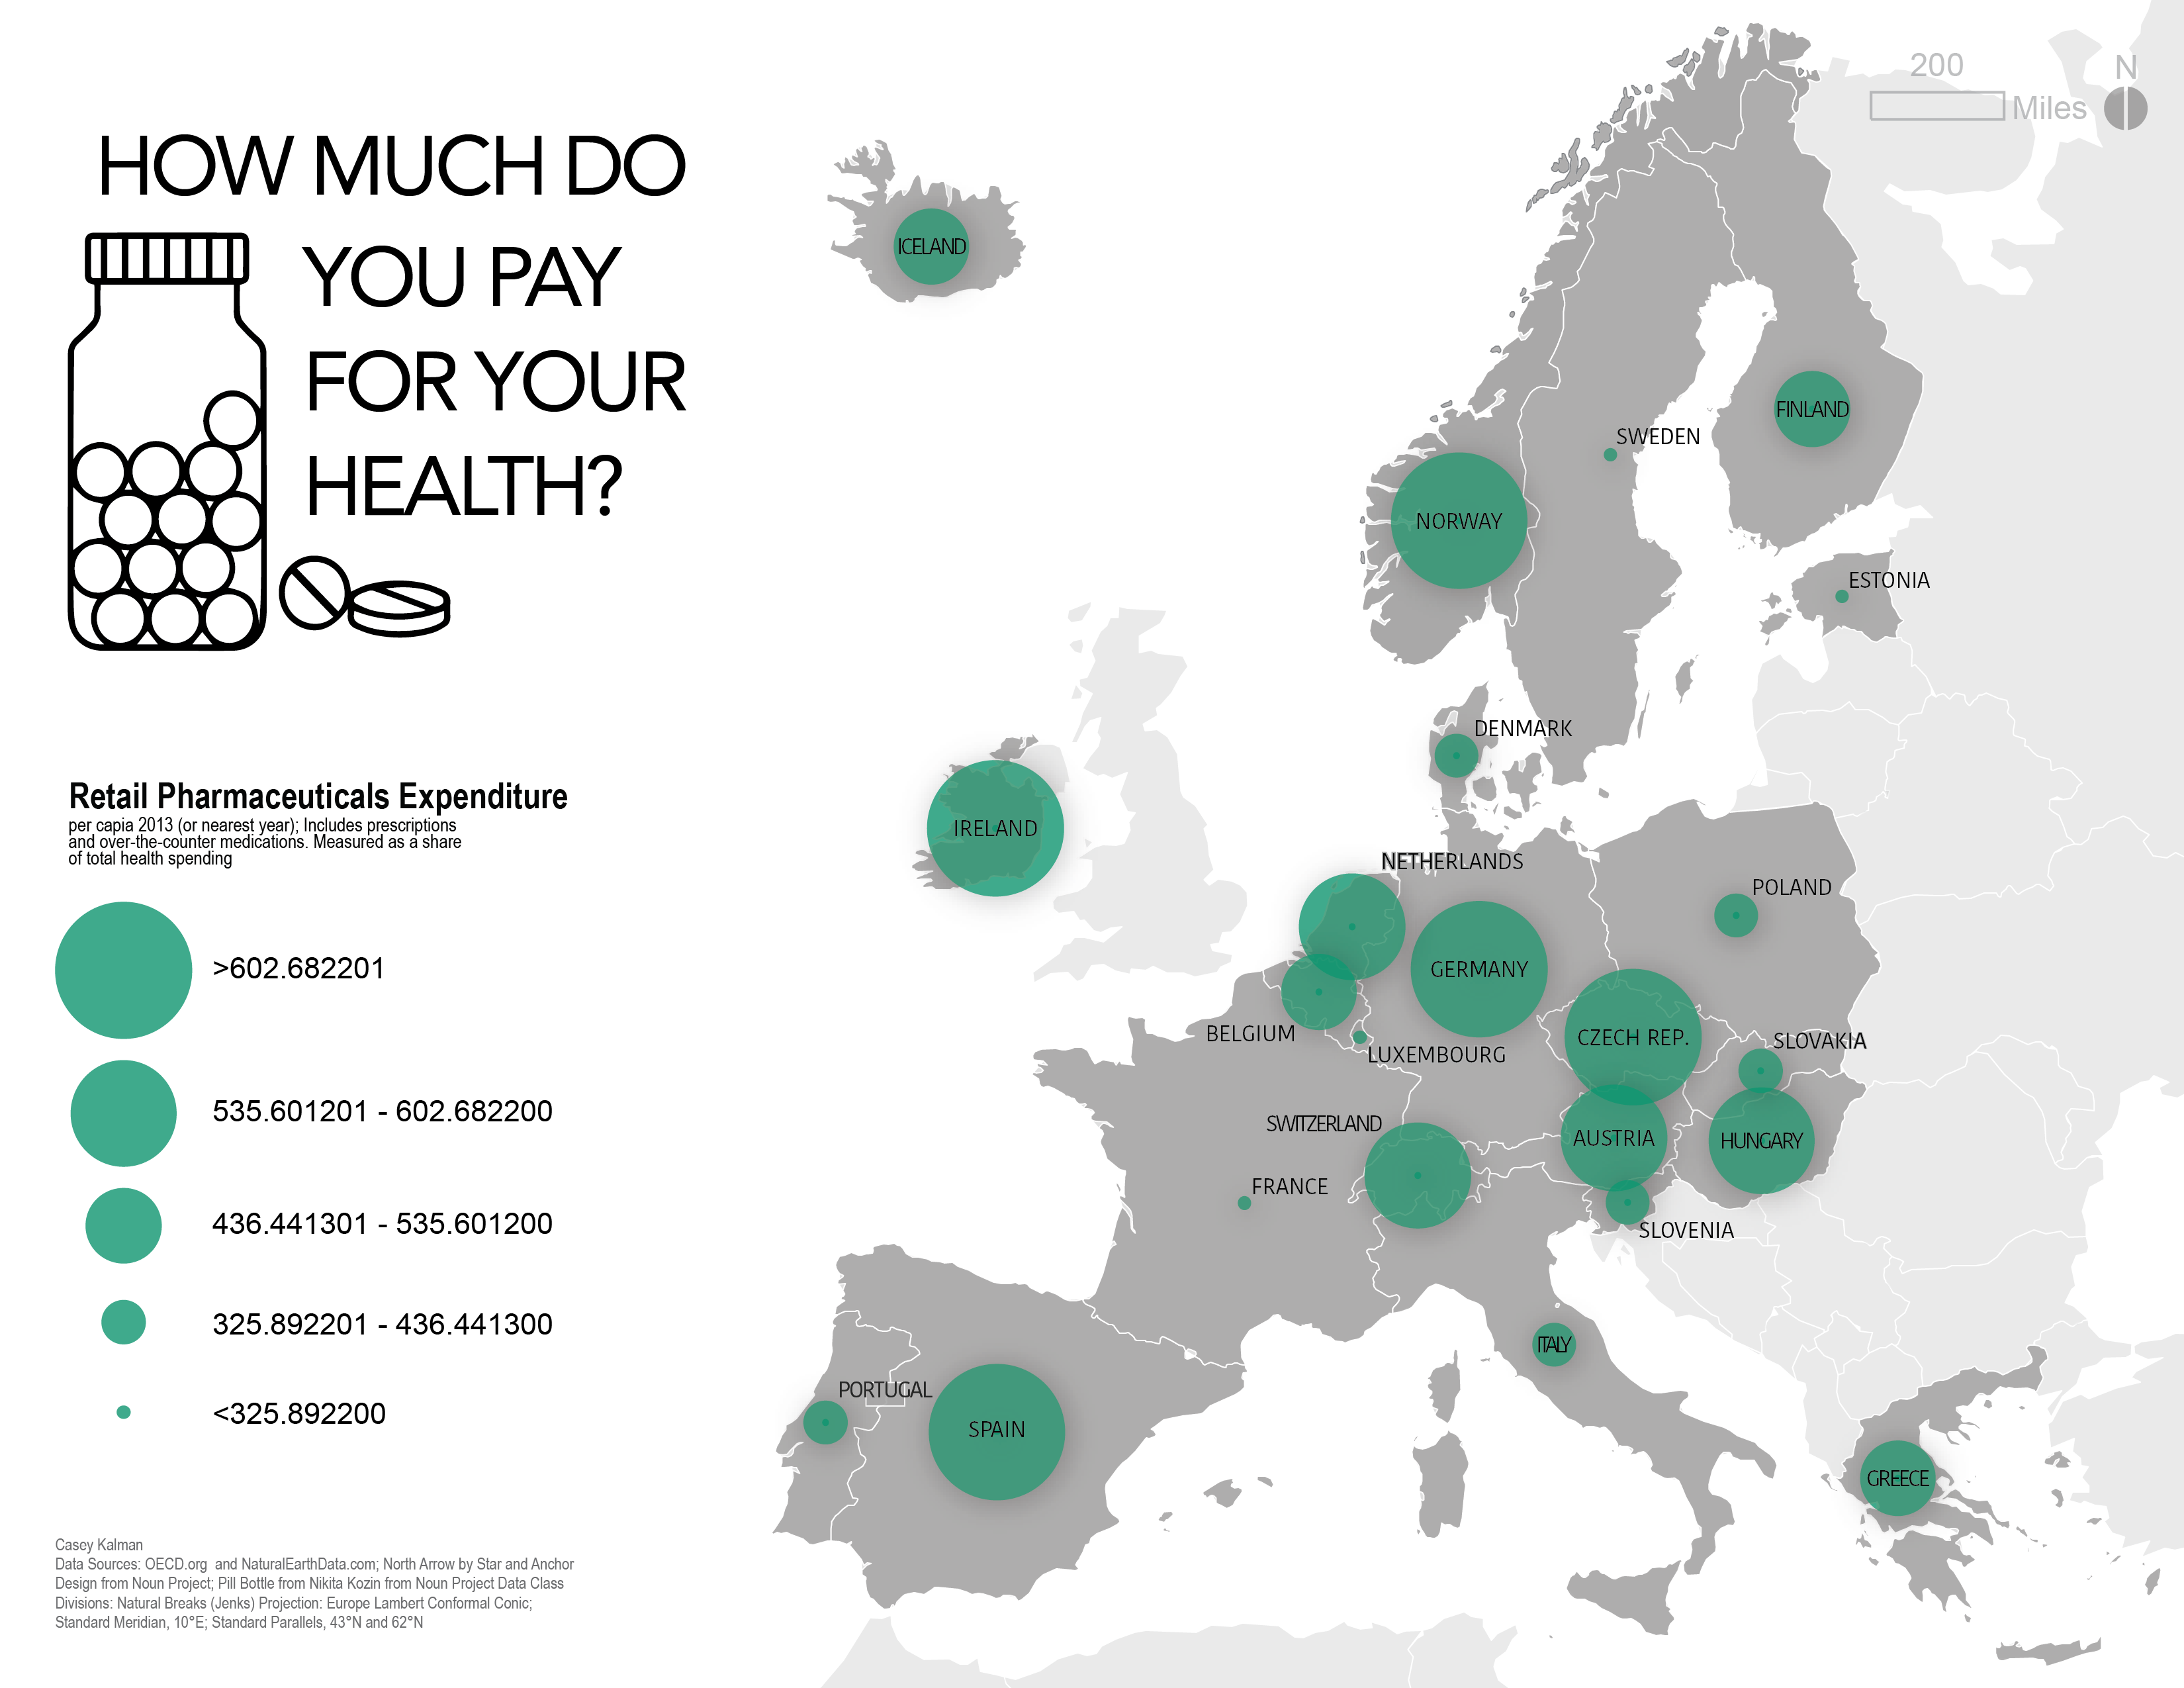 HOW MUCH DO
YOU PAY
FOR YOUR
HEALTH?
200
Miles
N
ICELAND
FINLAND
SWEDEN
NORWAY
ESTONIA
DENMARK
IRELAND
NETHERLANDS
POLAND
GERMANY
BELGIUM
CZECH REP.
SLOVAKIA
LUXEMBOURG
SWITZERLAND
AUSTRIA
HUNGARY
FRANCE
SLOVENIA
ITALY
PORTUGAL
SPAIN
GREECE
Retail Pharmaceuticals Expenditure
per capia 2013 (or nearest year); Includes prescriptions
and over-the-counter medications. Measured as a share
of total health spending
>602.682201
535.601201 - 602.682200
436.441301 - 535.601200
325.892201 - 436.441300
<325.892200
Casey Kalman
Data Sources: OECD.org and NaturalEarthData.com; North Arrow by Star and Anchor
Design from Noun Project; Pill Bottle from Nikita Kozin from Noun Project Data Class
Divisions: Natural Breaks (Jenks) Projection: Europe Lambert Conformal Conic;
Standard Meridian, 10°E; Standard Parallels, 43°N and 62°N